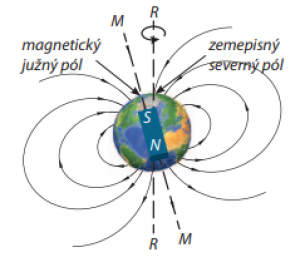 M
R
magnetický
južný pól
zemepisný
severný pól
S
N
R
M